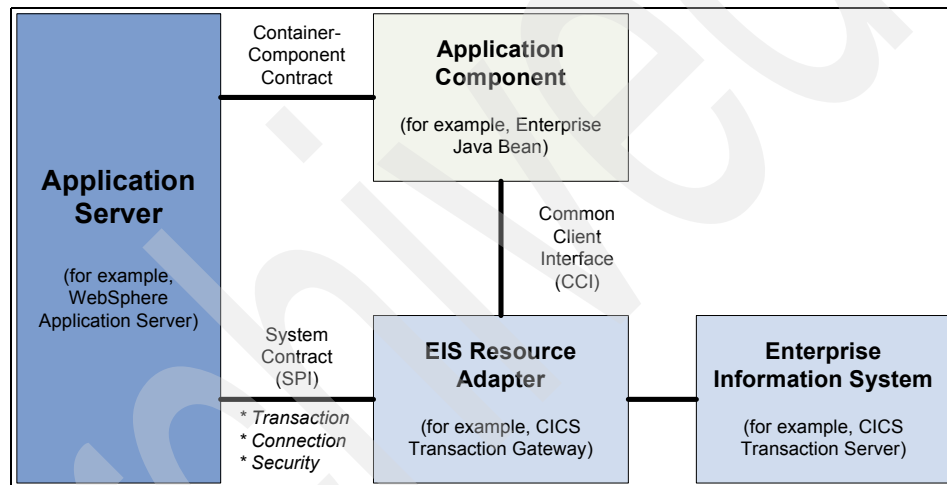 Application
Server
(for example,
WebSphere
Application Server)
Container-
Component
Contract
Application
Component
(for example, Enterprise
Java Bean)
Common
Client
Interface
(CCI)
System
Contract
(SPI)
* Transaction
* Connection
* Security
EIS Resource
Adapter
(for example, CICS
Transaction Gateway)
Enterprise
Information System
(for example, CICS
Transaction Server)